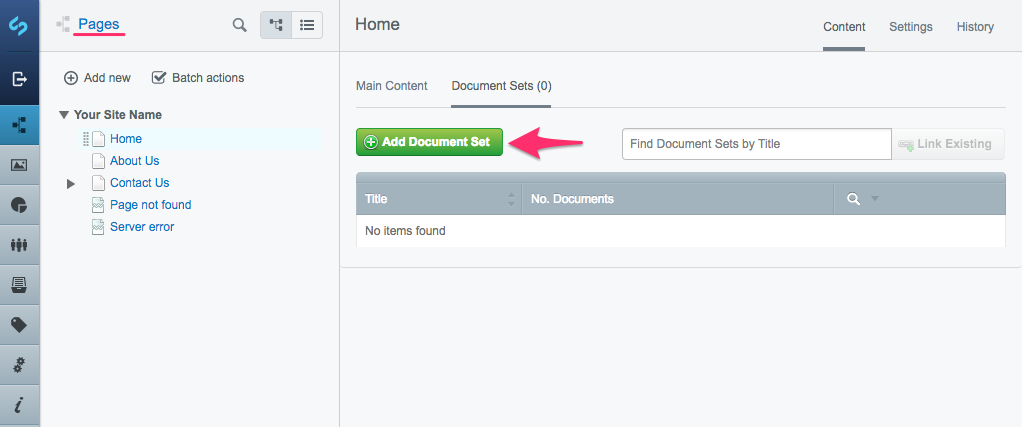 Pages
Add new
Batch actions
Your Site Name
Home
About Us
Contact Us
Page not found
Server error
Home
Content
Settings
History
Main Content
Document Sets (0)
Add Document Set
Find Document Sets by Title
Link Existing
Title
No. Documents
No items found